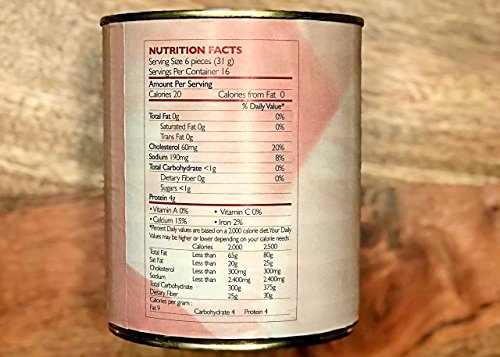 NUTRITION FACTS
Serving Size 6 pieces (31 g)
Servings Per Container 16
Amount Per Serving
Calories 20 Calories from Fat 0
% Daily Value*
Total Fat 0g 0%
Saturated Fat 0g 0%
Trans Fat 0g
Cholesterol 60mg 20%
Sodium 190mg 8%
Total Carbohydrate <1g 0%
Dietary Fiber 0g 0%
Sugars <1g
Protein 4g
• Vitamin A 0% • Vitamin C 0%
• Calcium 15% • Iron 2%
*Percent Daily values are based on a 2,000 calorie diet. Your Daily
Values may be higher or lower depending on your calorie needs :
Calories 2,000 2,500
Total Fat Less than 65g 80g
Sat Fat Less than 20g 25g
Cholesterol Less than 300mg 300mg
Sodium Less than 2,400mg 2,400mg
Total Carbohydrate 300g 375g
Dietary Fiber 25g 30g
Calories per gram :
Fat 9 Carbohydrate 4 Protein 4